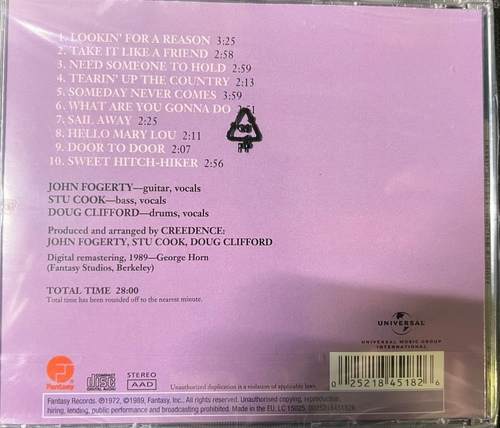 1. LOOKIN' FOR A REASON 3:25
2. TAKE IT LIKE A FRIEND 2:58
3. NEED SOMEONE TO HOLD 2:59
4. TEARIN' UP THE COUNTRY 2:13
5. SOMEDAY NEVER COMES 3:59
6. WHAT ARE YOU GONNA DO
7. SAIL AWAY 2:25
8. HELLO MARY LOU 2:11
9. DOOR TO DOOR 2:07
10. SWEET HITCH-HIKER 2:56
JOHN FOGERTY—guitar, vocals
STU COOK—bass, vocals
DOUG CLIFFORD—drums, vocals
Produced and arranged by CREEDENCE:
JOHN FOGERTY, STU COOK, DOUG CLIFFORD
Digital remastering, 1989—George Horn
(Fantasy Studios, Berkeley)
TOTAL TIME 28:00
Total time has been rounded off to the nearest minute.
UNIVERSAL
UNIVERSAL MUSIC GROUP
INTERNATIONAL
Fantasy
COMPACT
disc
DIGITAL AUDIO
STEREO
AAD
Unauthorized duplication is a violation of applicable laws.
0 25218 45182 6
Fantasy Records. ℗1972, ©1989, Fantasy, Inc.. All rights reserved. Unauthorised copying, reproduction,
hiring, lending, public performance and broadcasting prohibited. Made in the EU. LC 15025.